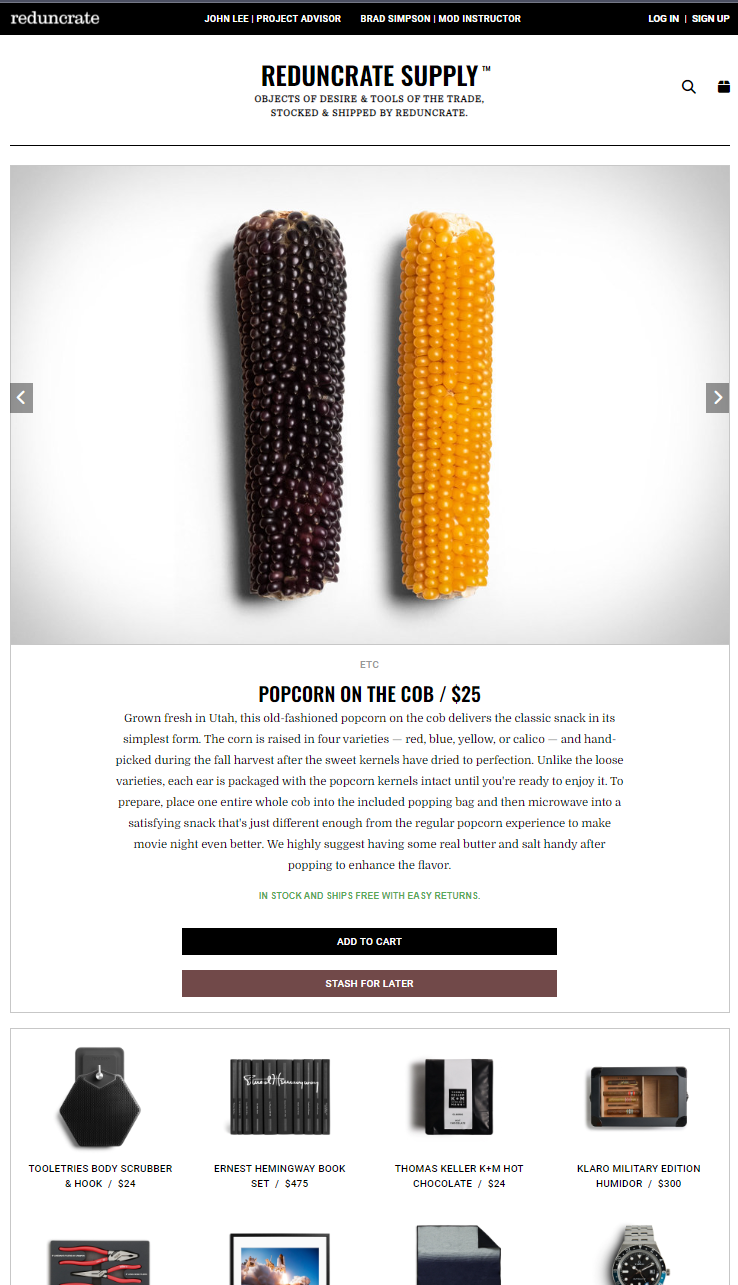 reduncrate
JOHN LEE | PROJECT ADVISOR
BRAD SIMPSON | MOD INSTRUCTOR
LOG IN | SIGN UP
REDUNCRATE SUPPLY™
OBJECTS OF DESIRE & TOOLS OF THE TRADE,
STOCKED & SHIPPED BY REDUNCRATE.
ETC
POPCORN ON THE COB / $25
Grown fresh in Utah, this old-fashioned popcorn on the cob delivers the classic snack in its
simplest form. The corn is raised in four varieties — red, blue, yellow, or calico — and hand-
picked during the fall harvest after the sweet kernels have dried to perfection. Unlike the loose
varieties, each ear is packaged with the popcorn kernels intact until you're ready to enjoy it. To
prepare, place one entire whole cob into the included popping bag and then microwave into a
satisfying snack that's just different enough from the regular popcorn experience to make
movie night even better. We highly suggest having some real butter and salt handy after
popping to enhance the flavor.
IN STOCK AND SHIPS FREE WITH EASY RETURNS.
ADD TO CART
STASH FOR LATER
Ernest Hemingway
THOMAS
KELLER
K+M
TOOLETRIES BODY SCRUBBER
& HOOK / $24
ERNEST HEMINGWAY BOOK
SET / $475
THOMAS KELLER K+M HOT
CHOCOLATE / $24
KLARO MILITARY EDITION
HUMIDOR / $300